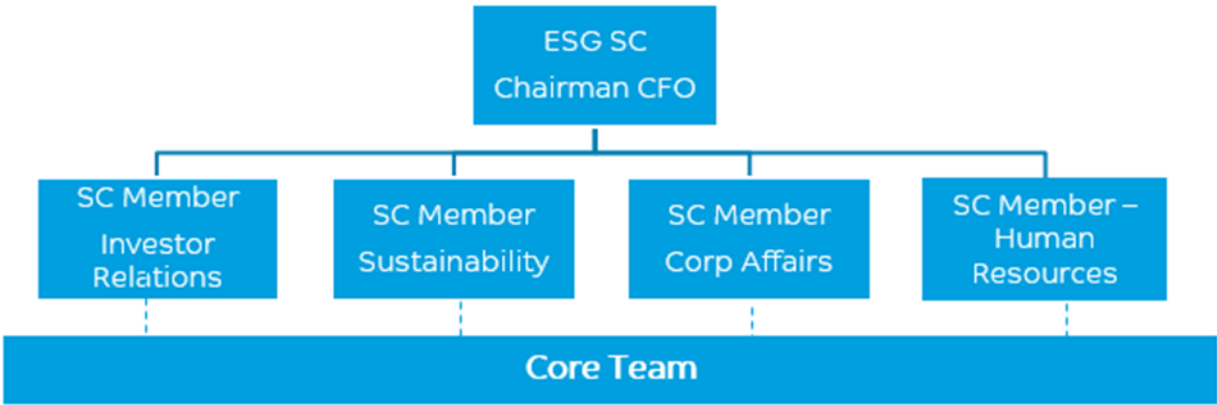 ESG SC
Chairman CFO
SC Member
Investor
Relations
SC Member
Sustainability
SC Member
Corp Affairs
SC Member –
Human
Resources
Core Team